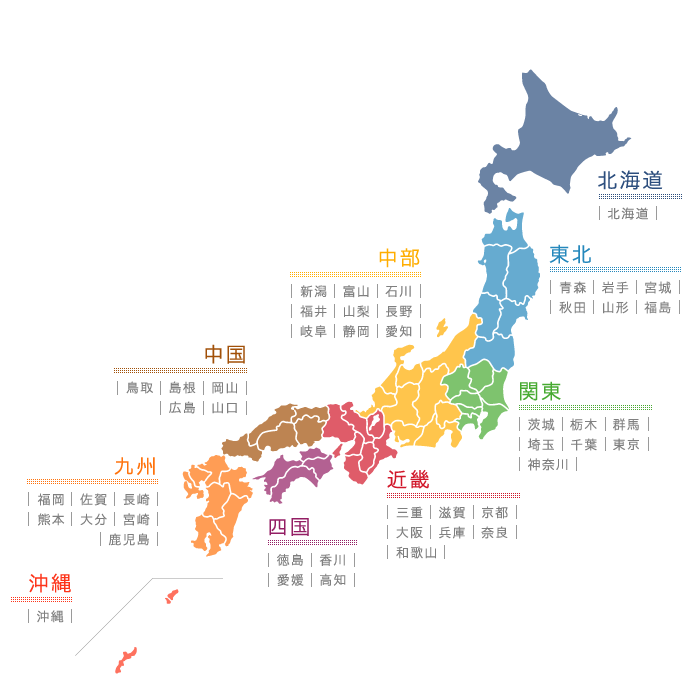 北海道
北海道
東北
青森 岩手 宮城
秋田 山形 福島
中部
新潟 富山 石川
福井 山梨 長野
岐阜 静岡 愛知
中国
鳥取 島根 岡山
広島 山口
関東
茨城 栃木 群馬
埼玉 千葉 東京
神奈川
九州
福岡 佐賀 長崎
熊本 大分 宮崎
鹿児島
近畿
三重 滋賀 京都
大阪 兵庫 奈良
和歌山
四国
徳島 香川
愛媛 高知
沖縄
沖縄